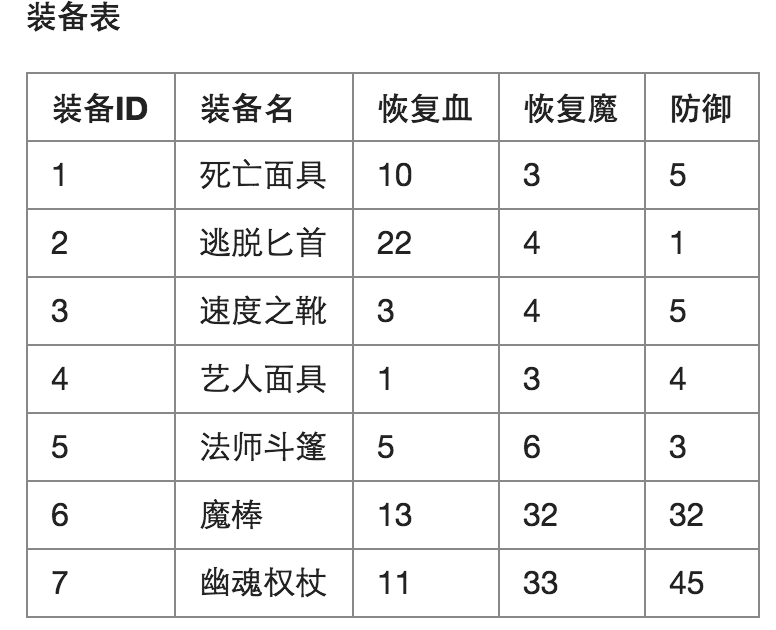 装备表
装备ID 装备名 恢复血 恢复魔 防御
1 死亡面具 10 3 5
2 逃脱匕首 22 4 1
3 速度之靴 3 4 5
4 艺人面具 1 3 4
5 法师斗篷 5 6 3
6 魔棒 13 32 32
7 幽魂权杖 11 33 45